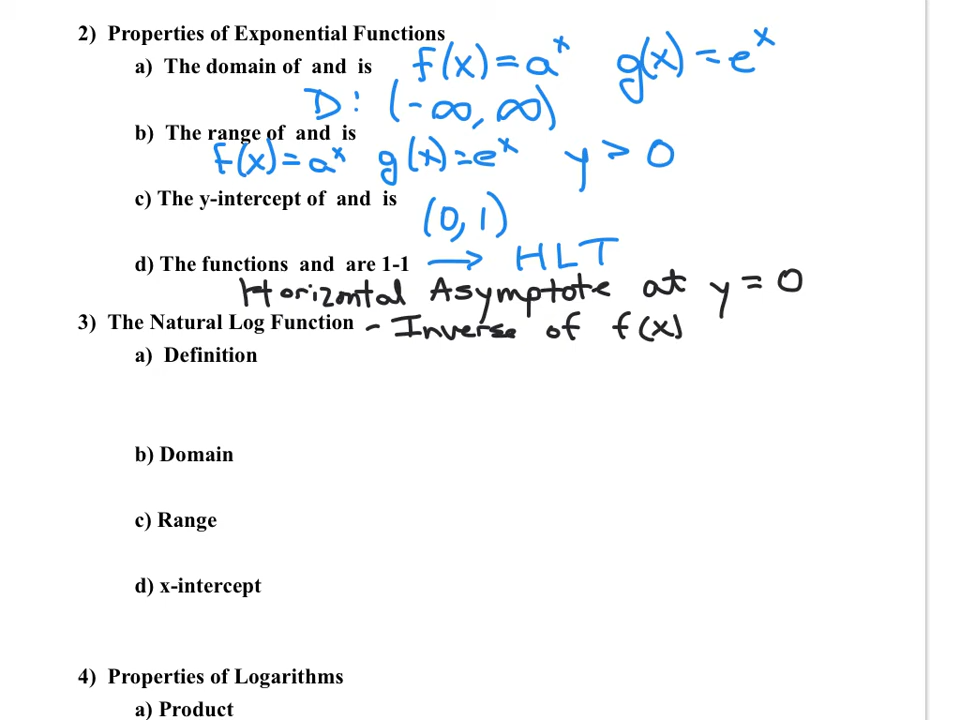 2) Properties of Exponential Functions
a) The domain of and is f(x) = a^x g(x) = e^x
D: (-∞, ∞)
b) The range of and is
f(x) = a^x g(x) = e^x y > 0
c) The y-intercept of and is (0, 1)
d) The functions and are 1-1 → HLT
Horizontal Asymptote at y = 0
3) The Natural Log Function - Inverse of f(x)
a) Definition
b) Domain
c) Range
d) x-intercept
4) Properties of Logarithms
a) Product